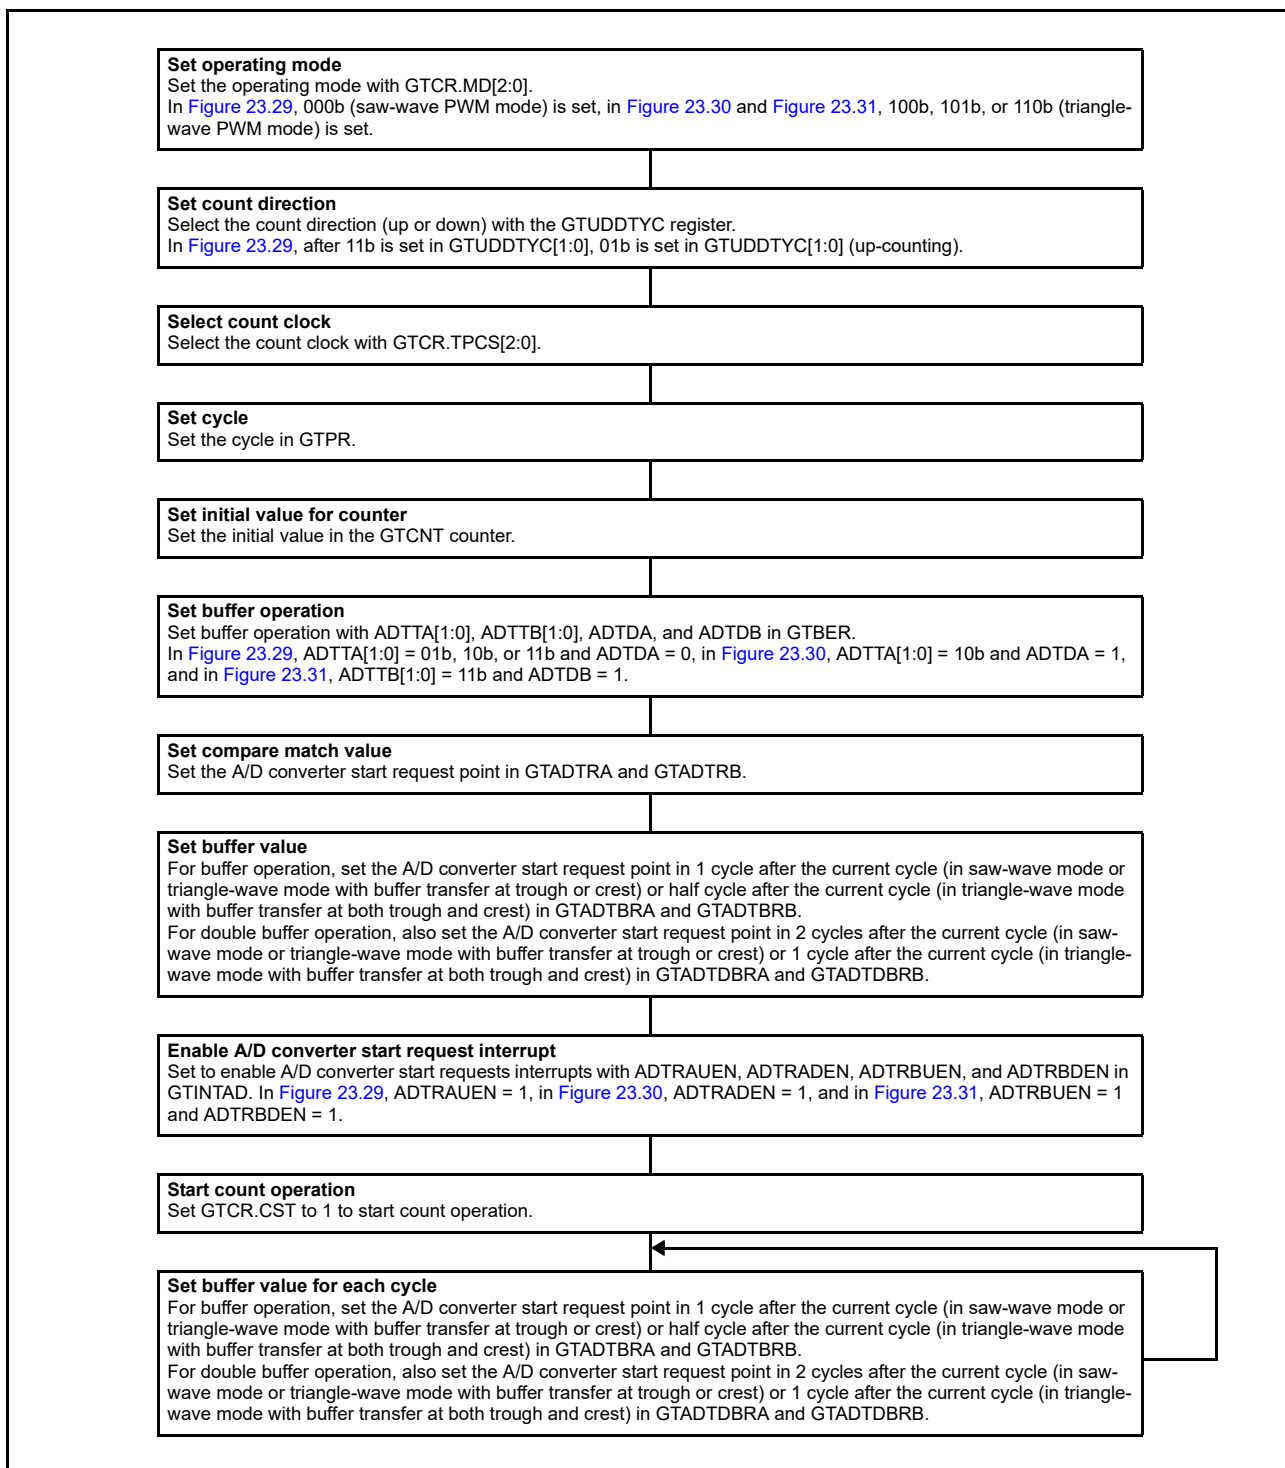 Set operating mode
Set the operating mode with GTCR.MD[2:0].
In Figure 23.29, 000b (saw-wave PWM mode) is set, in Figure 23.30 and Figure 23.31, 100b, 101b, or 110b (triangle-
wave PWM mode) is set.
Set count direction
Select the count direction (up or down) with the GTUDDTYC register.
In Figure 23.29, after 11b is set in GTUDDTYC[1:0], 01b is set in GTUDDTYC[1:0] (up-counting).
Select count clock
Select the count clock with GTCR.TPCS[2:0].
Set cycle
Set the cycle in GTPR.
Set initial value for counter
Set the initial value in the GTCNT counter.
Set buffer operation
Set buffer operation with ADTTA[1:0], ADTTB[1:0], ADTDA, and ADTDB in GTBER.
In Figure 23.29, ADTTA[1:0] = 01b, 10b, or 11b and ADTDA = 0, in Figure 23.30, ADTTA[1:0] = 10b and ADTDA = 1,
and in Figure 23.31, ADTTB[1:0] = 11b and ADTDB = 1.
Set compare match value
Set the A/D converter start request point in GTADTRA and GTADTRB.
Set buffer value
For buffer operation, set the A/D converter start request point in 1 cycle after the current cycle (in saw-wave mode or
triangle-wave mode with buffer transfer at trough or crest) or half cycle after the current cycle (in triangle-wave mode
with buffer transfer at both trough and crest) in GTADTBRA and GTADTBRB.
For double buffer operation, also set the A/D converter start request point in 2 cycles after the current cycle (in saw-
wave mode or triangle-wave mode with buffer transfer at trough or crest) or 1 cycle after the current cycle (in triangle-
wave mode with buffer transfer at both trough and crest) in GTADTDBRA and GTADTDBRB.
Enable A/D converter start request interrupt
Set to enable A/D converter start requests interrupts with ADTRAUEN, ADTRADEN, ADTRBUEN, and ADTRBDEN in
GTINTAD. In Figure 23.29, ADTRAUEN = 1, in Figure 23.30, ADTRADEN = 1, and in Figure 23.31, ADTRBUEN = 1
and ADTRBDEN = 1.
Start count operation
Set GTCR.CST to 1 to start count operation.
Set buffer value for each cycle
For buffer operation, set the A/D converter start request point in 1 cycle after the current cycle (in saw-wave mode or
triangle-wave mode with buffer transfer at trough or crest) or half cycle after the current cycle (in triangle-wave mode
with buffer transfer at both trough and crest) in GTADTBRA and GTADTBRB.
For double buffer operation, also set the A/D converter start request point in 2 cycles after the current cycle (in saw-
wave mode or triangle-wave mode with buffer transfer at trough or crest) or 1 cycle after the current cycle (in triangle-
wave mode with buffer transfer at both trough and crest) in GTADTDBRA and GTADTDBRB.